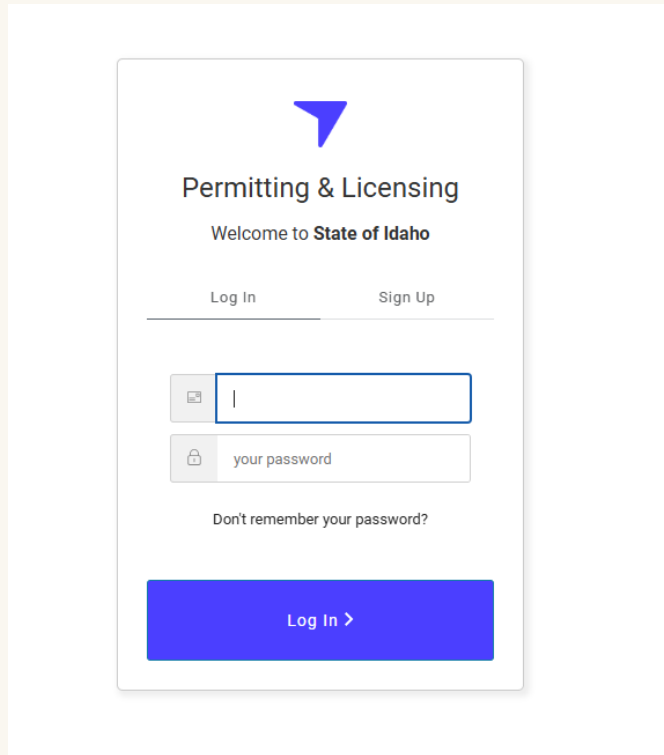 Permitting & Licensing
Welcome to State of Idaho
Log In
Sign Up
your password
Don't remember your password?
Log In